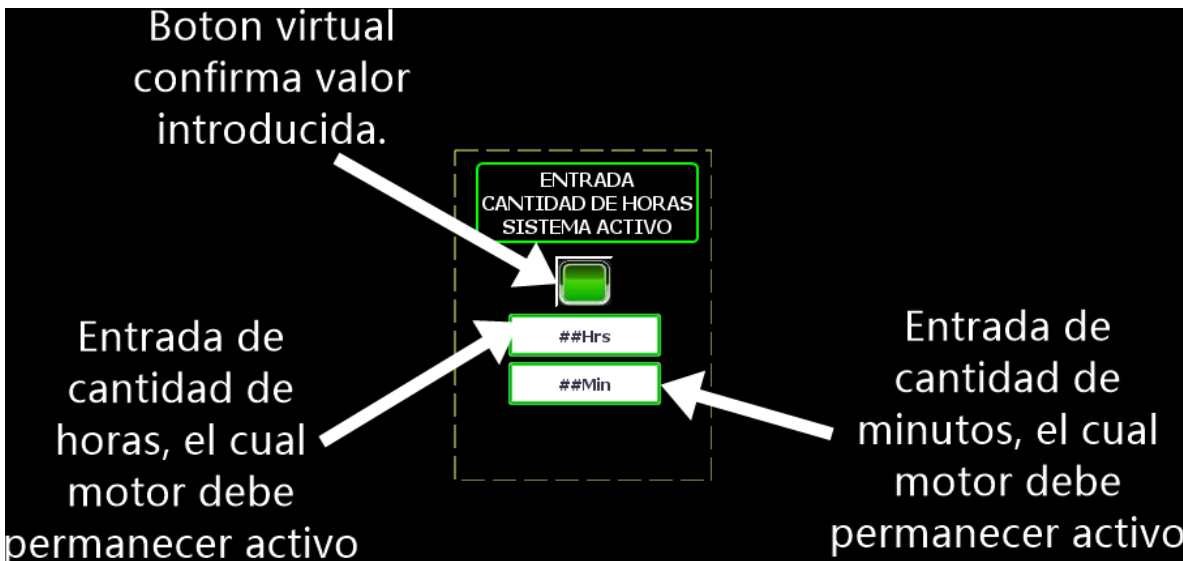 Boton virtual
confirma valor
introducida.
ENTRADA
CANTIDAD DE HORAS
SISTEMA ACTIVO
##Hrs
##Min
Entrada de
cantidad de
horas, el cual
motor debe
permanecer activo
Entrada de
cantidad de
minutos, el cual
motor debe
permanecer activo